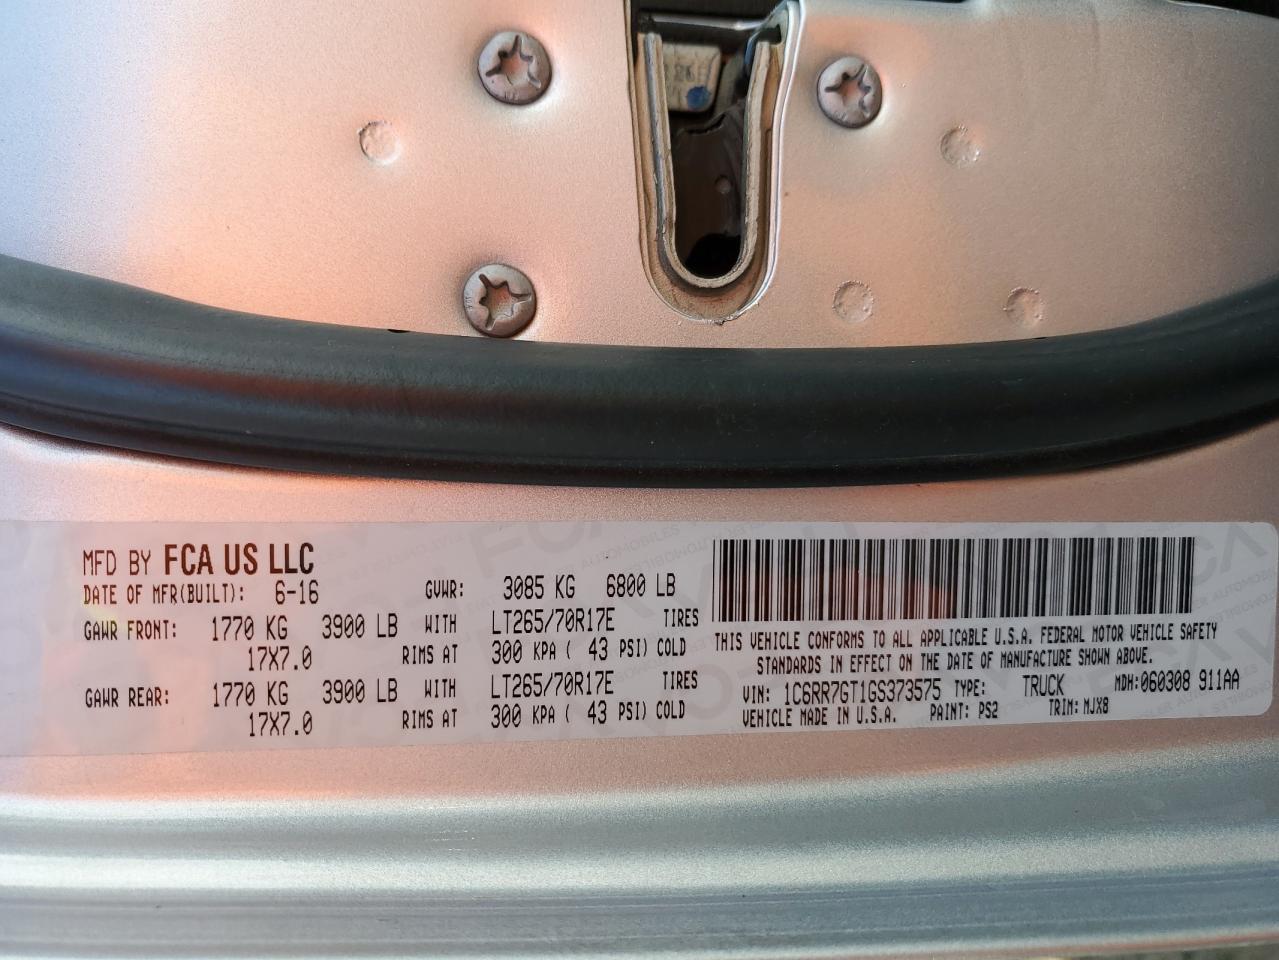 MFD BY FCA US LLC
DATE OF MFR(BUILT): 6-16 GVWR: 3085 KG 6800 LB
GAWR FRONT: 1770 KG 3900 LB WITH LT265/70R17E TIRES
17X7.0 RIMS AT 300 KPA ( 43 PSI) COLD
GAWR REAR: 1770 KG 3900 LB WITH LT265/70R17E TIRES
17X7.0 RIMS AT 300 KPA ( 43 PSI) COLD
THIS VEHICLE CONFORMS TO ALL APPLICABLE U.S.A. FEDERAL MOTOR VEHICLE SAFETY
STANDARDS IN EFFECT ON THE DATE OF MANUFACTURE SHOWN ABOVE.
VIN: 1C6RR7GT1GS373575 TYPE: TRUCK MDH:060308 911AA
VEHICLE MADE IN U.S.A. PAINT: PS2 TRIM: MJX8